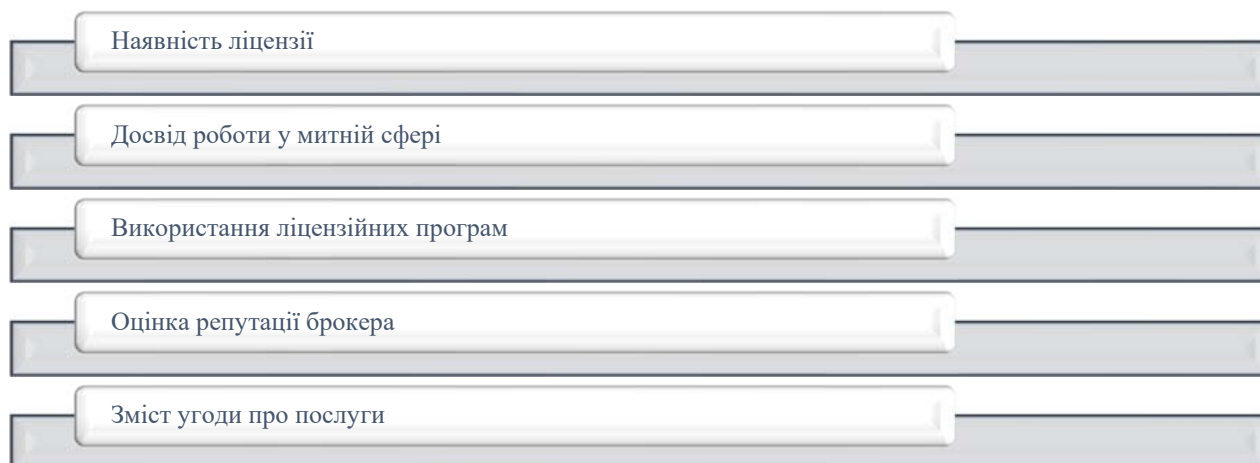 Наявність ліцензії
Досвід роботи у митній сфері
Використання ліцензійних програм
Оцінка репутації брокера
Зміст угоди про послуги